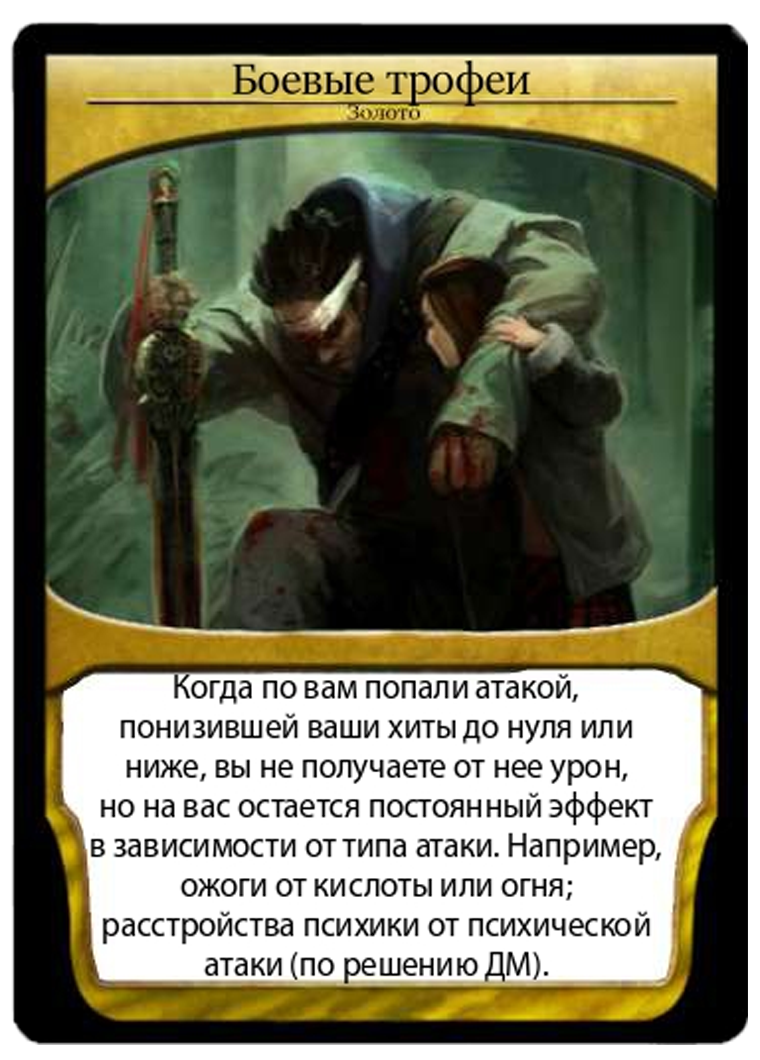 Боевые трофеи
Золото
Когда по вам попали атакой,
понизившей ваши хиты до нуля или
ниже, вы не получаете от нее урон,
но на вас остается постоянный эффект
в зависимости от типа атаки. Например,
ожоги от кислоты или огня;
расстройства психики от психической
атаки (по решению ДМ).